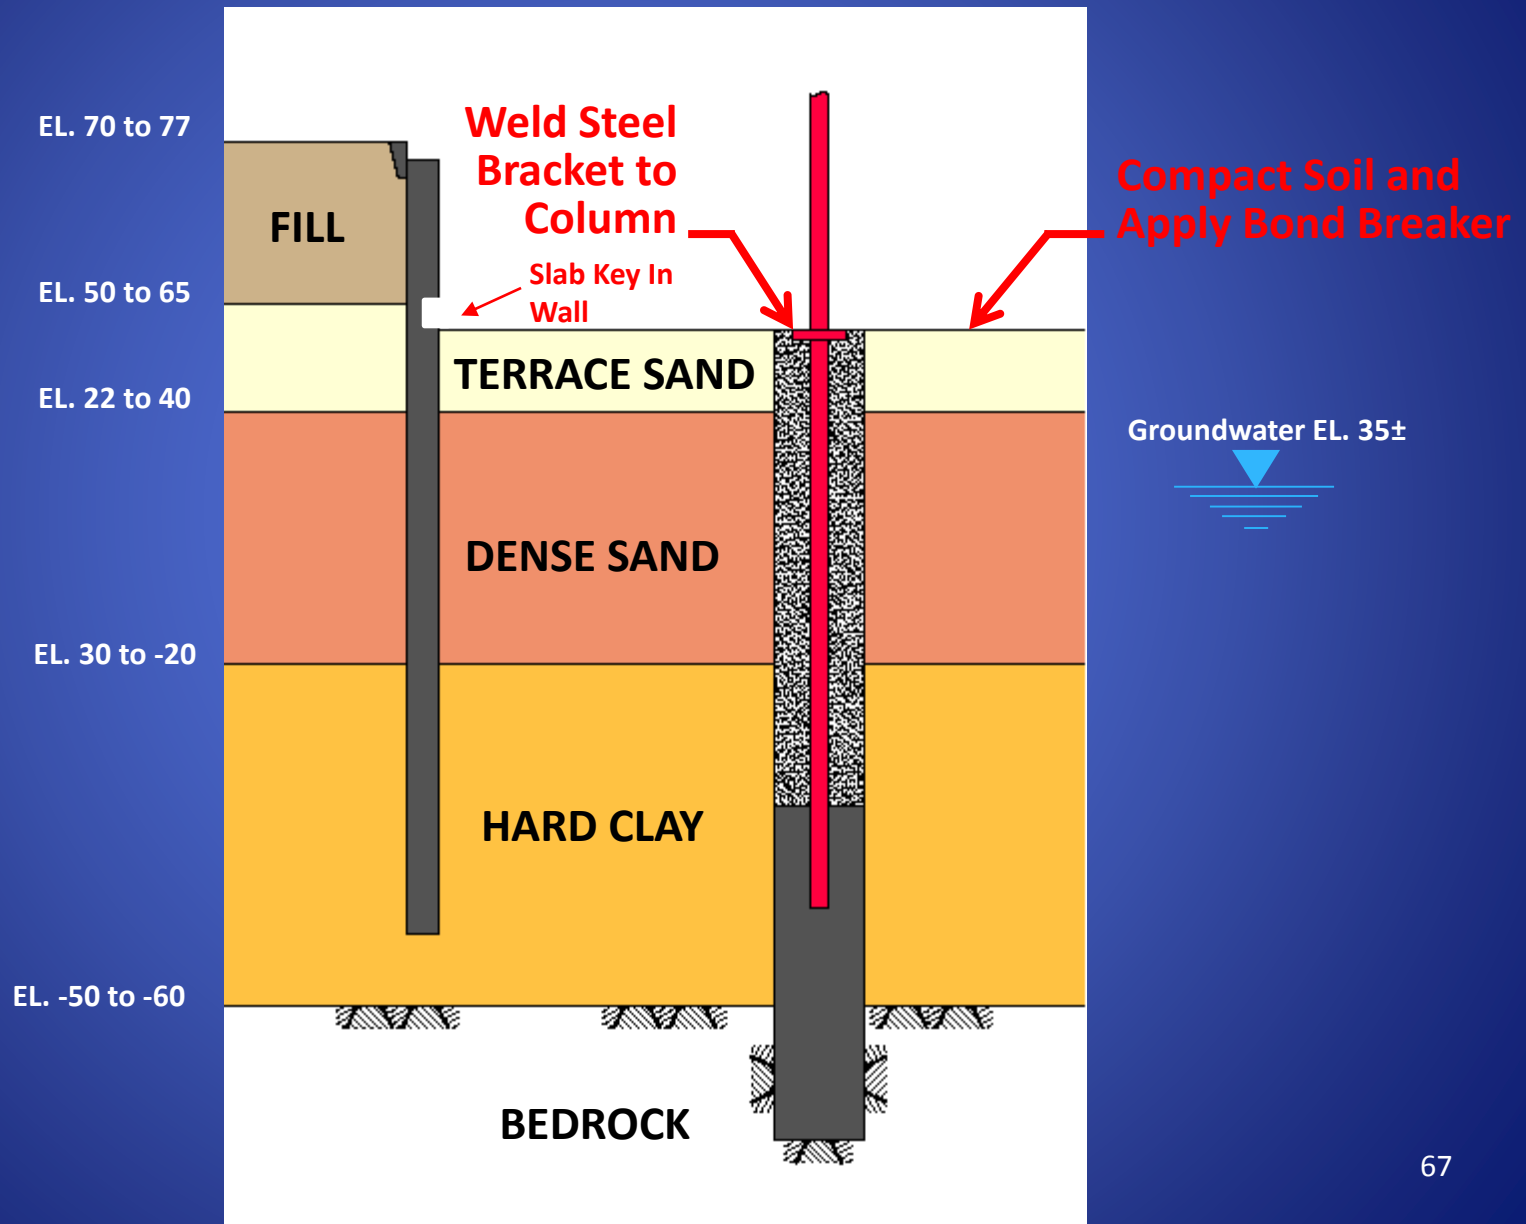 EL. 70 to 77
Weld Steel
Bracket to
Column
Compact Soil and
Apply Bond Breaker
FILL
Slab Key In
Wall
EL. 50 to 65
TERRACE SAND
EL. 22 to 40
Groundwater EL. 35±
DENSE SAND
EL. 30 to -20
HARD CLAY
EL. -50 to -60
BEDROCK
67